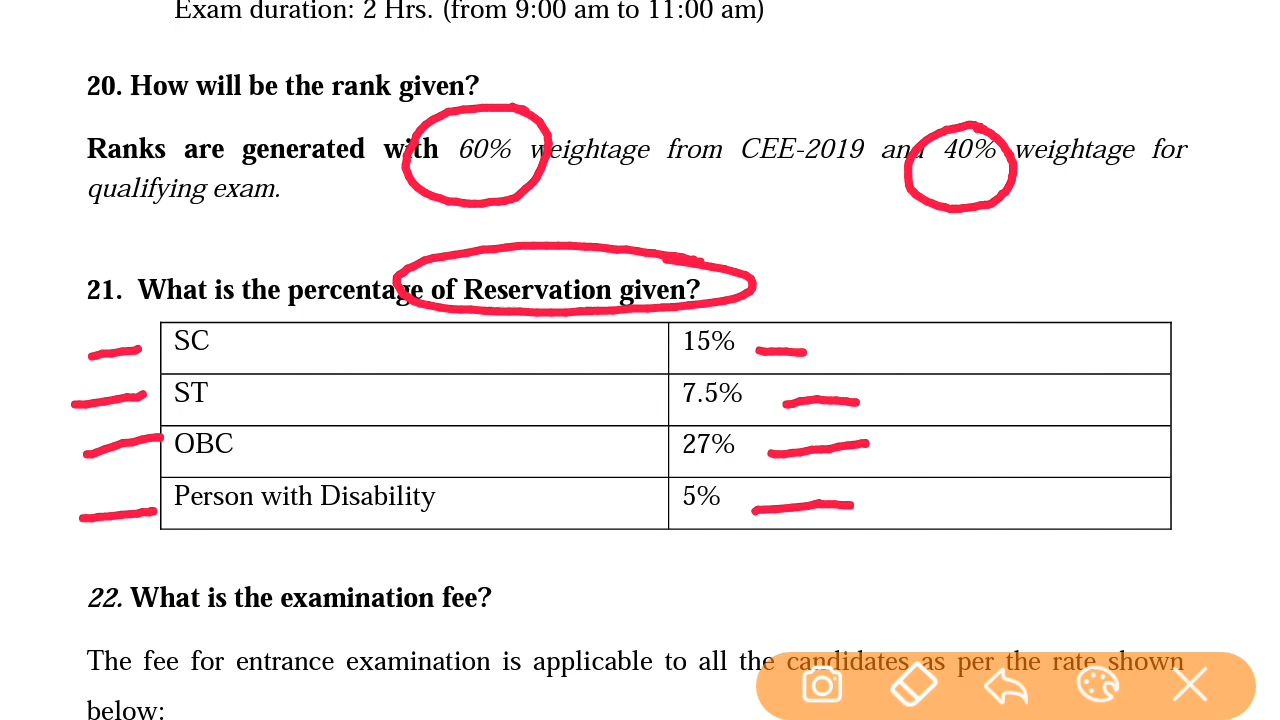 Exam duration: 2 Hrs. (from 9:00 am to 11:00 am)
20. How will be the rank given?
Ranks are generated with 60% weightage from CEE-2019 and 40% weightage for
qualifying exam.
21. What is the percentage of Reservation given?
SC 15%
ST 7.5%
OBC 27%
Person with Disability 5%
22. What is the examination fee?
The fee for entrance examination is applicable to all the candidates as per the rate shown
below: